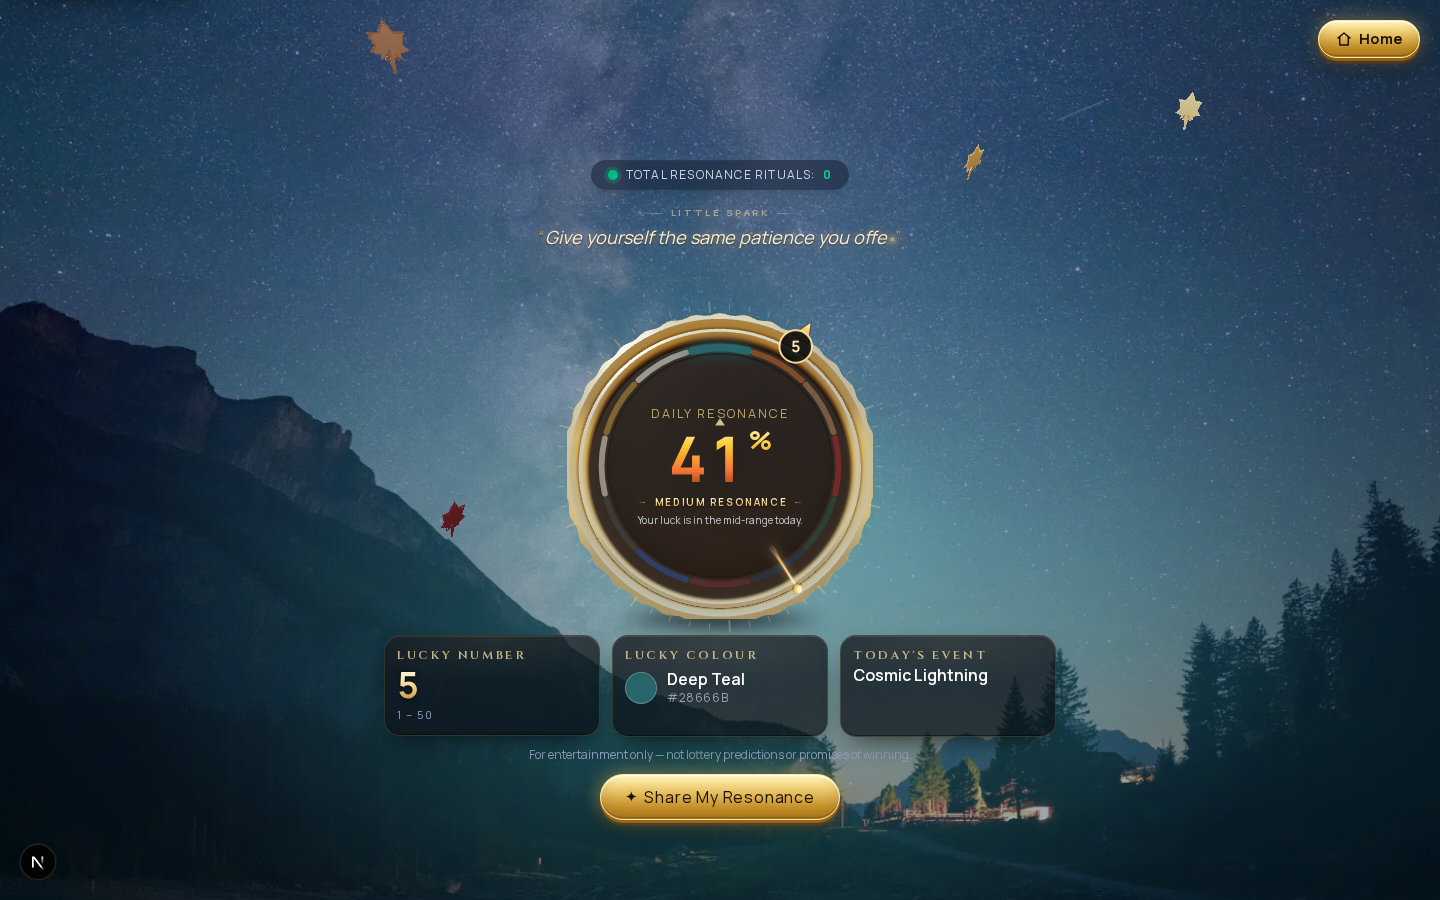 Home
TOTAL RESONANCE RITUALS: 0
LITTLE SPARK
“Give yourself the same patience you offe ”
5
DAILY RESONANCE
41%
MEDIUM RESONANCE
Your luck is in the mid-range today.
LUCKY NUMBER
5
1 – 50
LUCKY COLOUR
Deep Teal
#28666B
TODAY'S EVENT
Cosmic Lightning
For entertainment only — not lottery predictions or promises of winning.
✦ Share My Resonance
N